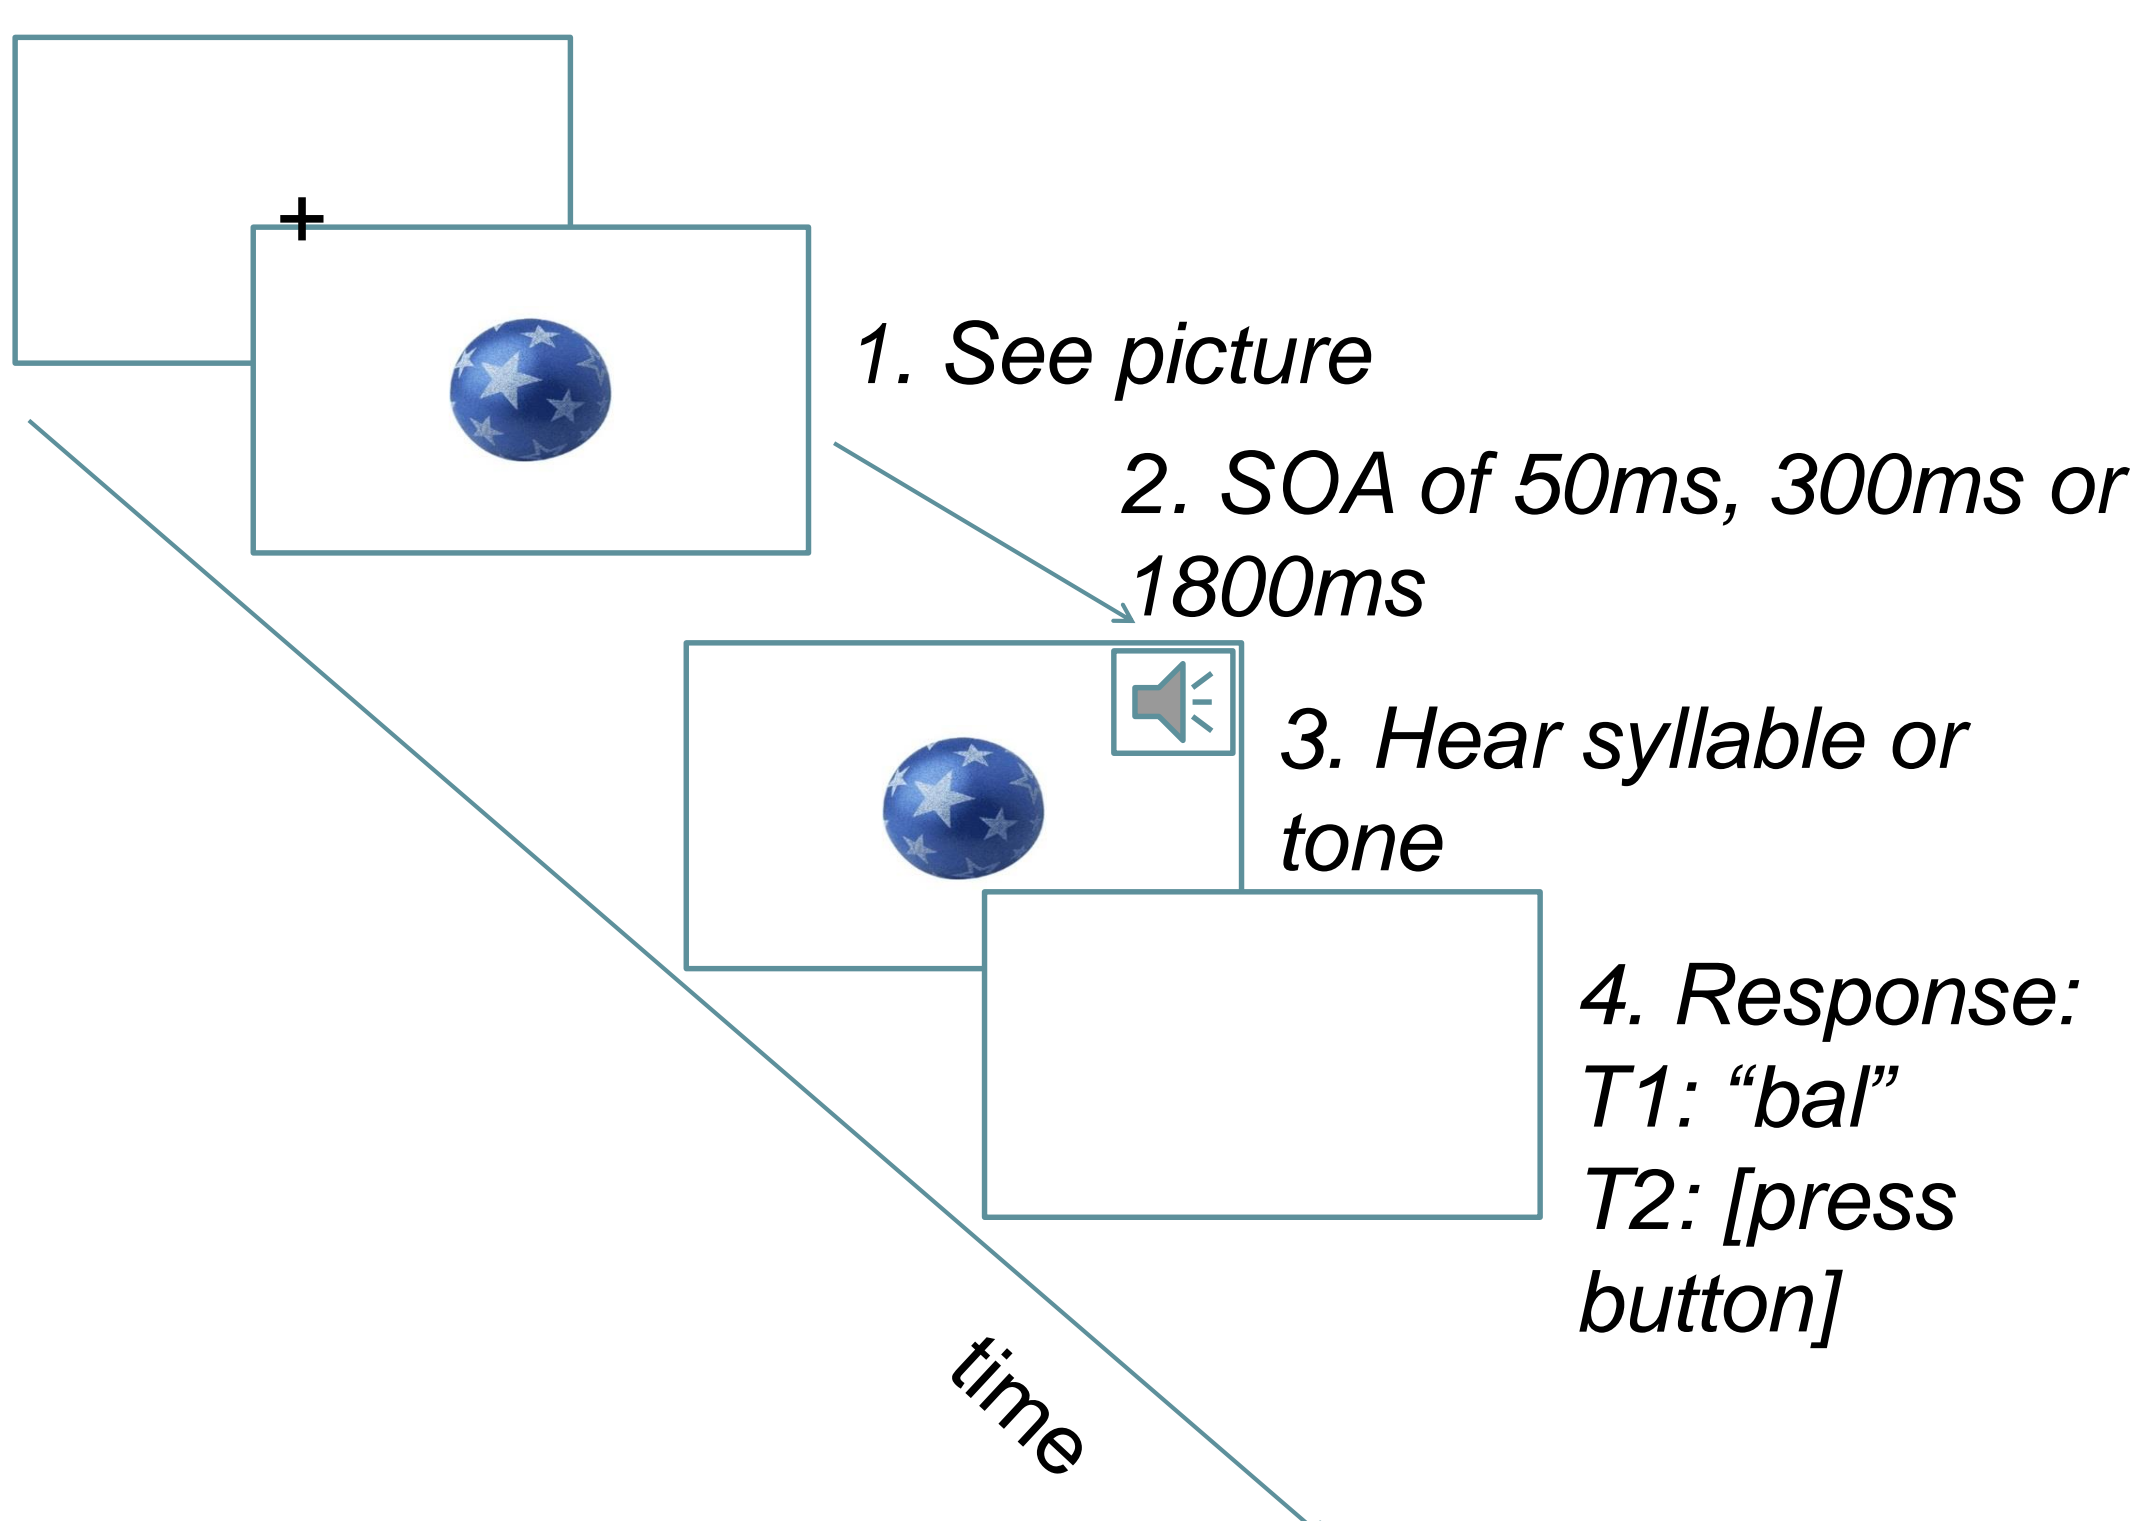 +
1. See picture
2. SOA of 50ms, 300ms or
1800ms
3. Hear syllable or
tone
4. Response:
T1: “bal”
T2: [press
button]
time